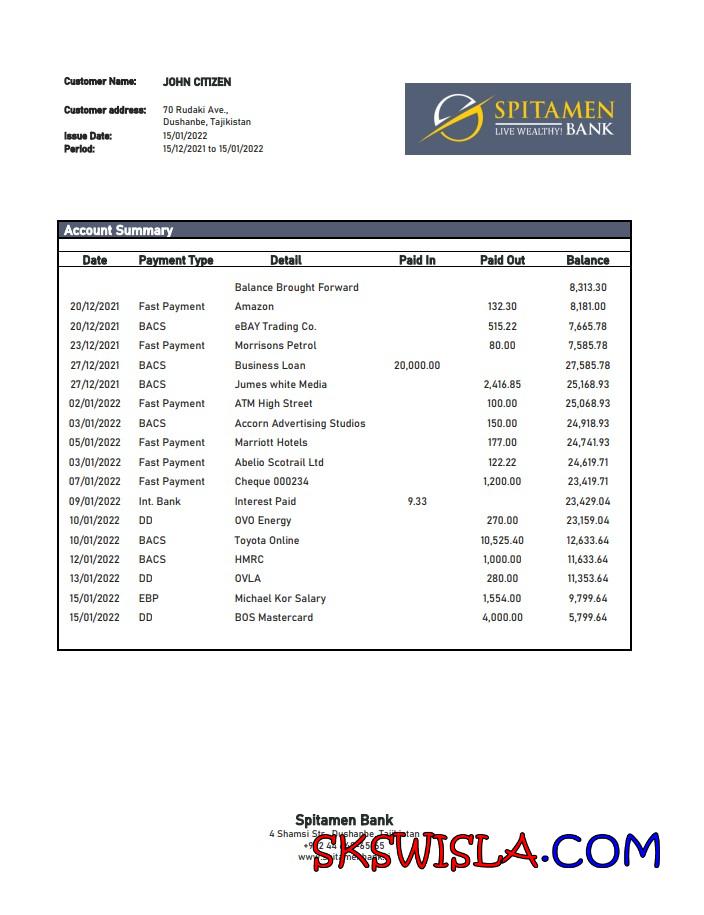 Customer Name: JOHN CITIZEN
Customer address: 70 Rudaki Ave.,
Dushanbe, Tajikistan
Issue Date: 15/01/2022
Period: 15/12/2021 to 15/01/2022
SPITAMEN
LIVE WEALTHY! BANK
Account Summary
Date Payment Type Detail Paid In Paid Out Balance
Balance Brought Forward 8,313.30
20/12/2021 Fast Payment Amazon 132.30 8,181.00
20/12/2021 BACS eBAY Trading Co. 515.22 7,665.78
23/12/2021 Fast Payment Morrisons Petrol 80.00 7,585.78
27/12/2021 BACS Business Loan 20,000.00 27,585.78
27/12/2021 BACS Jumes white Media 2,416.85 25,168.93
02/01/2022 Fast Payment ATM High Street 100.00 25,068.93
03/01/2022 BACS Accorn Advertising Studios 150.00 24,918.93
05/01/2022 Fast Payment Marriott Hotels 177.00 24,741.93
03/01/2022 Fast Payment Abelio Scotrail Ltd 122.22 24,619.71
07/01/2022 Fast Payment Cheque 000234 1,200.00 23,419.71
09/01/2022 Int. Bank Interest Paid 9.33 23,429.04
10/01/2022 DD OVO Energy 270.00 23,159.04
10/01/2022 BACS Toyota Online 10,525.40 12,633.64
12/01/2022 BACS HMRC 1,000.00 11,633.64
13/01/2022 DD OVLA 280.00 11,353.64
15/01/2022 EBP Michael Kor Salary 1,554.00 9,799.64
15/01/2022 DD BOS Mastercard 4,000.00 5,799.64
Spitamen Bank
4 Shamsi Str., Dushanbe, Tajikistan
SKSWISLA.COM